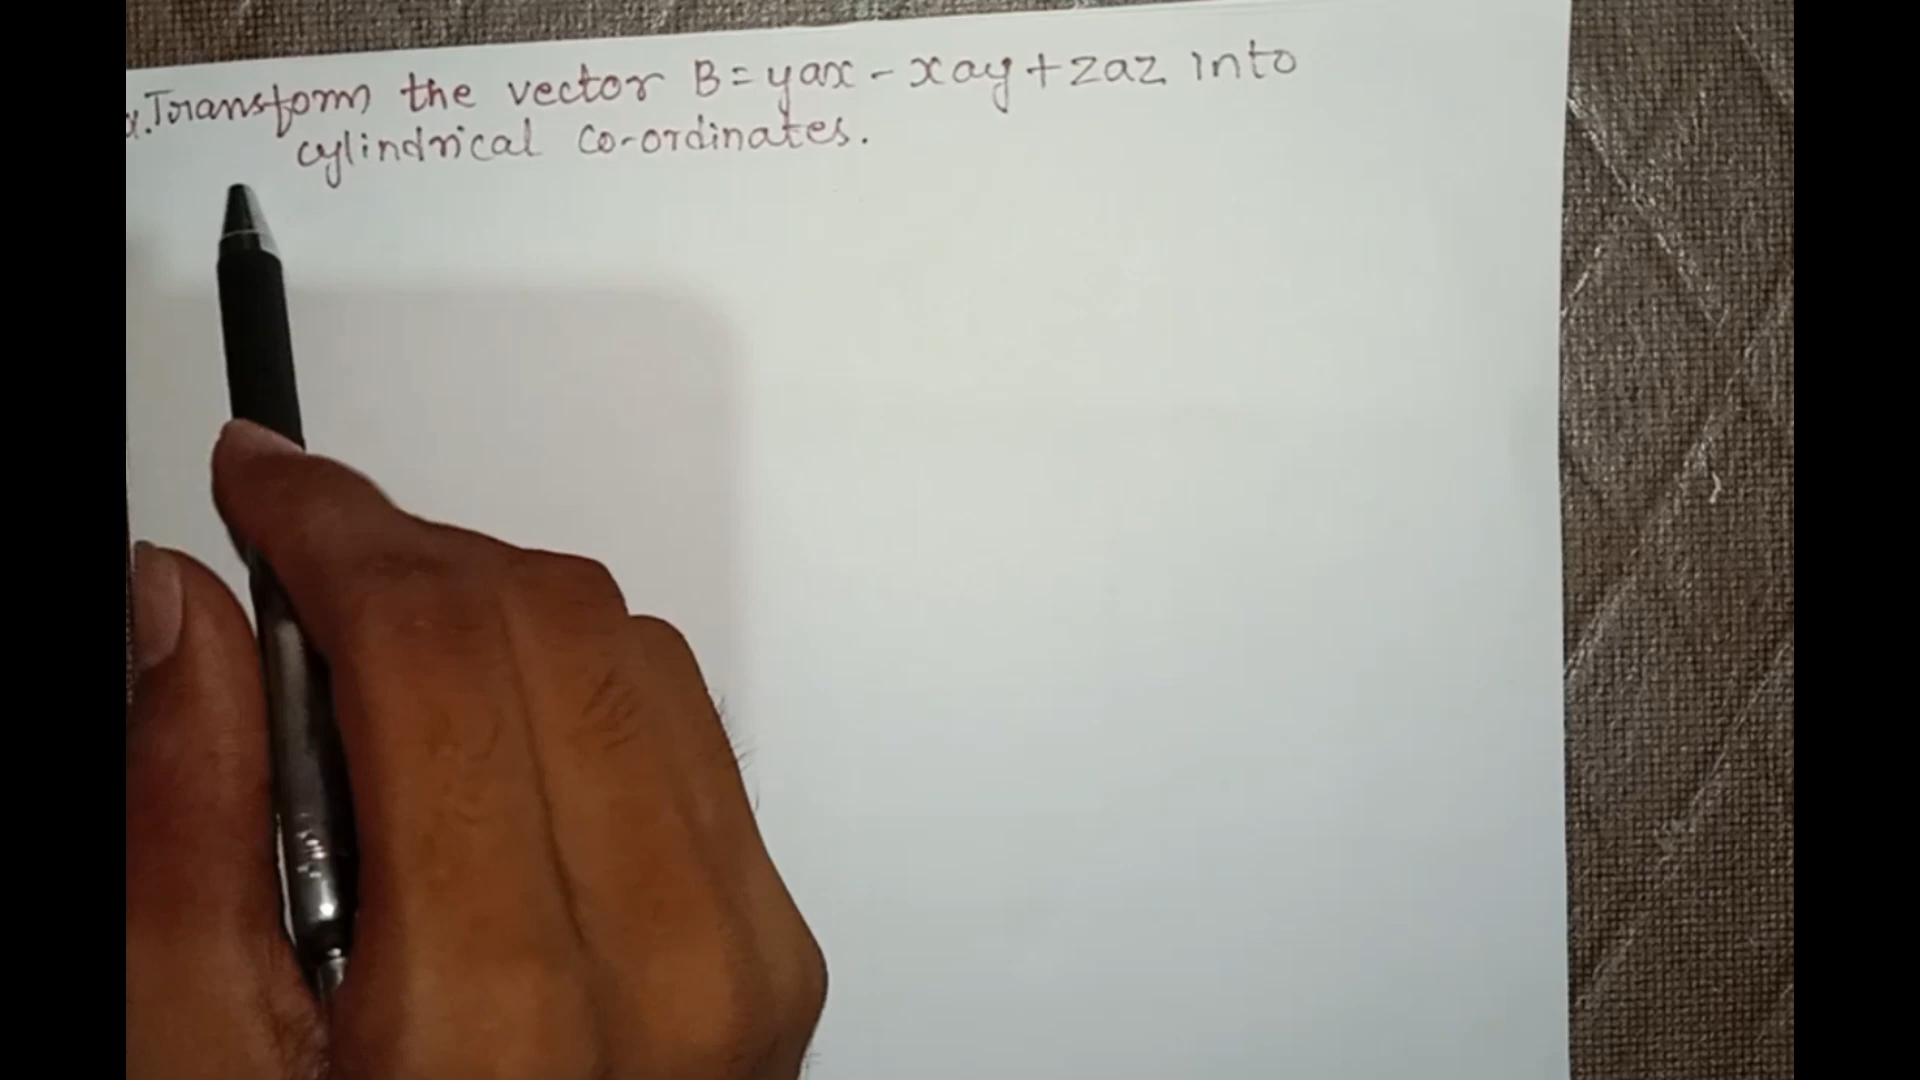 Transform the vector B=yax-xay+zaz into
cylindrical co-ordinates.